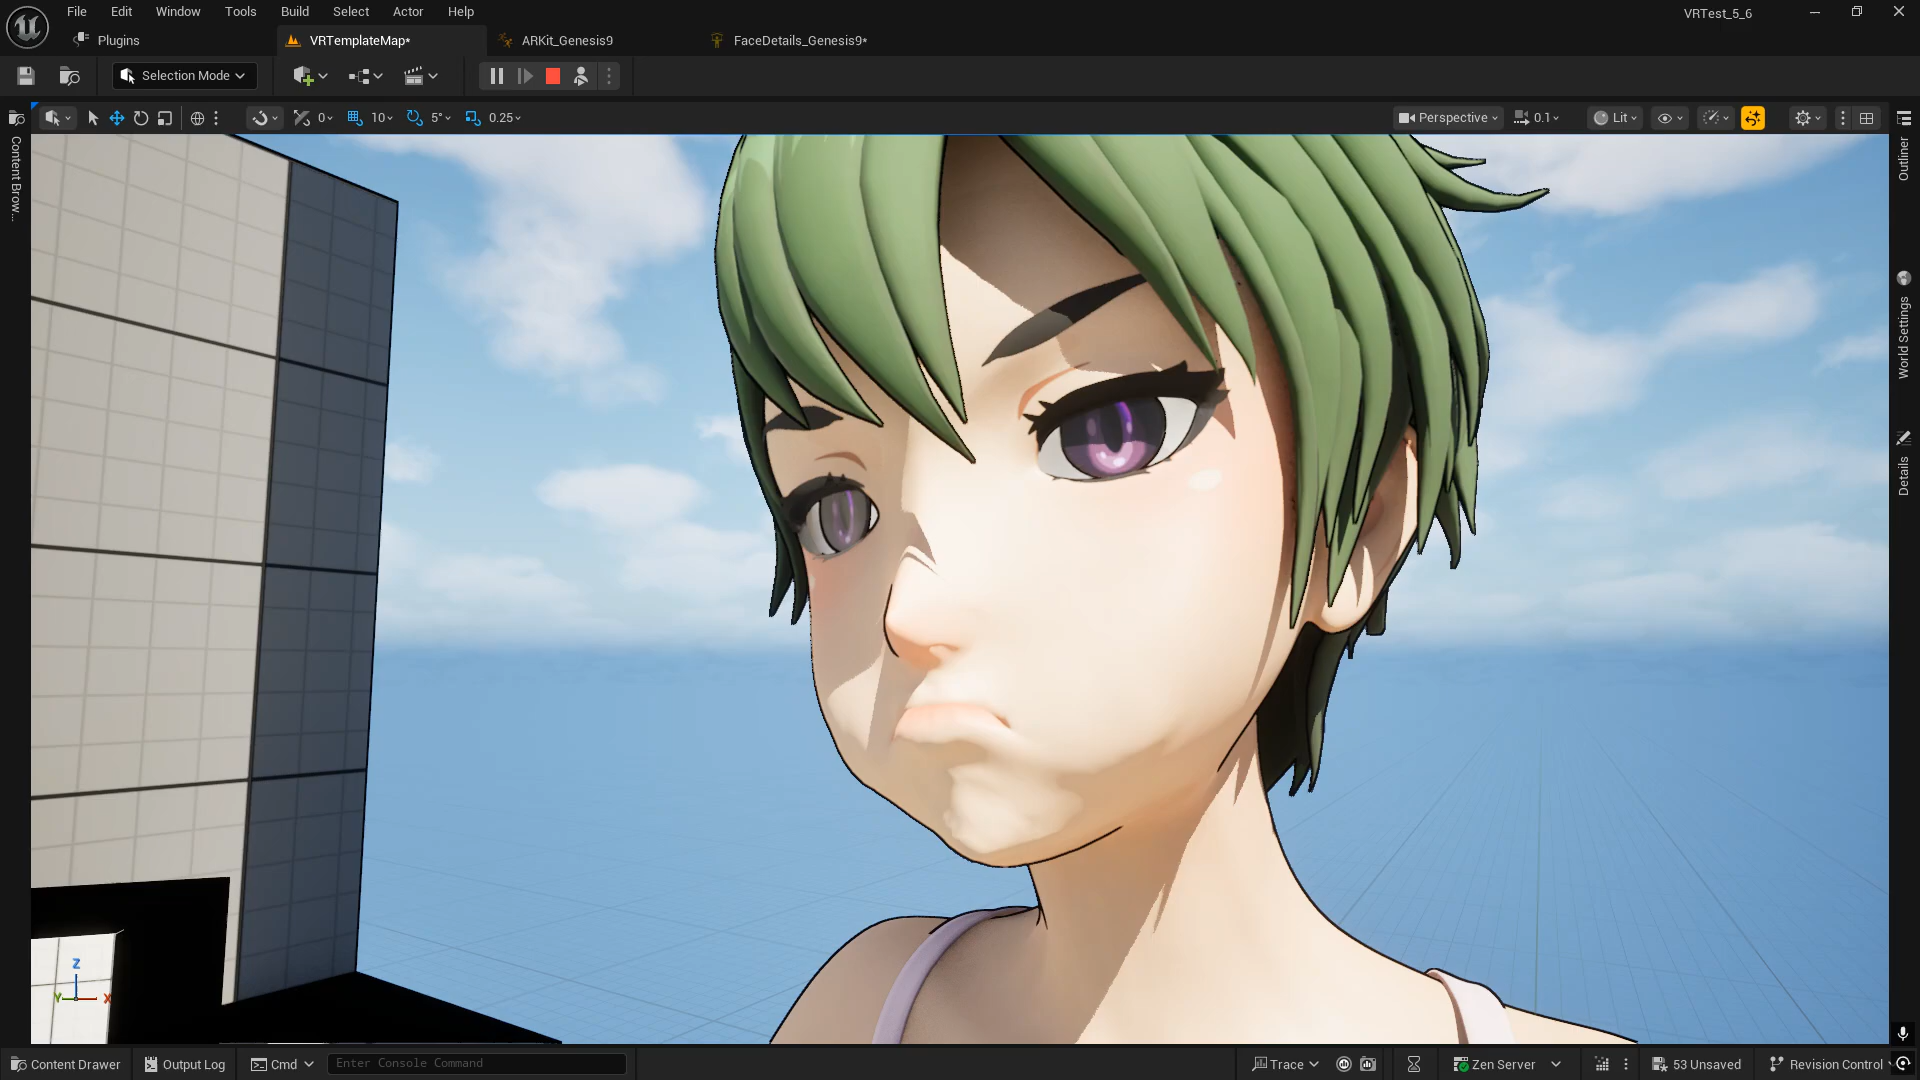 File Edit Window Tools Build Select Actor Help
VRTest_5_6
Plugins
VRTemplateMap*
ARKit_Genesis9
FaceDetails_Genesis9*
Selection Mode
0 10 5° 0.25
Perspective 0.1 Lit
Content Brow...
Outliner
World Settings
Details
Z
Y X
Content Drawer
Output Log
Cmd
Enter Console Command
Trace
Zen Server
53 Unsaved
Revision Control